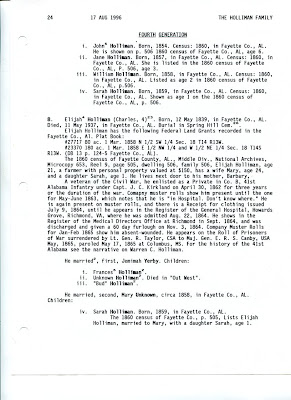 24 17 AUG 1996 THE HOLLIMAN FAMILY
FOURTH GENERATION
i. John Holliman. Born, 1854. Census: 1860, in Fayette Co., AL.
He is shown on p. 506 1860 census of Fayette Co., AL, age 6.
ii. Jane Holliman. Born, 1857, in Fayette Co., AL. Census: 1860, in
Fayette Co., AL. She is listed in the 1860 census of Fayette
Co., AL, P. 506, age 3.
iii. William Holliman. Born, 1858, in Fayette Co., AL. Census: 1860,
in Fayette Co., AL. Listed as age 2 in 1860 census of Fayette
Co., AL, p.506.
iv. Sarah Holliman. Born, 1859, in Fayette Co., AL. Census: 1860, in
Fayette Co., AL. Shown as age 1 on the 1860 census of
Fayette Co., AL, p. 506.
8. Elijah Holliman (Charles, 4). Born, 12 May 1839, in Fayette Co., AL.
Died, 11 May 1937, in Fayette Co., AL. Burial in Spring Hill Cem.
Elijah Holliman has the following Federal Land Grants recorded in the
Fayette Co. Al. Plat Book:
#27717 80 ac. 1 Mar. 1858 N 1/2 SW 1/4 Sec. 18 T14 R13W.
#23370 160 ac. 1 Mar. 1858 E 1/2 NW 1/4 and W 1/2 NE 1/4 Sec. 18 T14S
R13W. (OB 13 p. 124-5 Fayette Co., AL).
The 1860 census of Fayette County, AL., Middle Div., National Archives,
Microcopy 653, Reel 9, page 505, dwelling 506, family 506, Elijah Holliman, age
21, a farmer with personal property valued at $150, has a wife Mary, age 24,
and a daughter Sarah, age 1. He lives next door to his mother, Barbary.
A veteran of the Civil War, he enlisted as a Private in Co. B, 41st
Alabama Infantry under Capt. J. C. Kirkland on April 30, 1862 for three years
or the duration of war. Comapny muster rolls show him present until the one
for May-June 1863, which notes that he is "in Hospital. Don't know where." He
is again present on muster rolls, and there is a Receipt for clothing issued
July 9, 1864, until he appears in the register of the General Hospital, Howards
Grove, Richmond, VA, where he was admitted Aug. 22, 1864. He shows in the
Register of the Medical Directors Office at Richmond in Sept. 1864, and was
discharged and given a 60 day furlough on Nov. 3, 1864. Company Muster Rolls
for Jan-Feb 1865 show him absent-wounded. He appears on the Roll of Prisoners
of War surrendered by Lt. Gen. R. Taylor, CSA to Maj. Gen. E. R. S. Canby, USA
May, 1865, paroled May 17, 1865 at Columbus, MS. For the history of the 41st
Alabama see the narrative on Warren C. Holliman.
He married, first, Jemimah Yerby. Children:
i. Frances Holliman.
ii. Unknown Holliman. Died in "Out West".
iii. "Bud" Holliman.
He married, second, Mary Unknown, circa 1858, in Fayette Co., AL.
Children:
iv. Sarah Holliman. Born, 1859, in Fayette Co., AL.
The 1860 census of Fayette Co., p. 505, lists Elijah
Holliman, married to Mary, with a daughter Sarah, age 1.